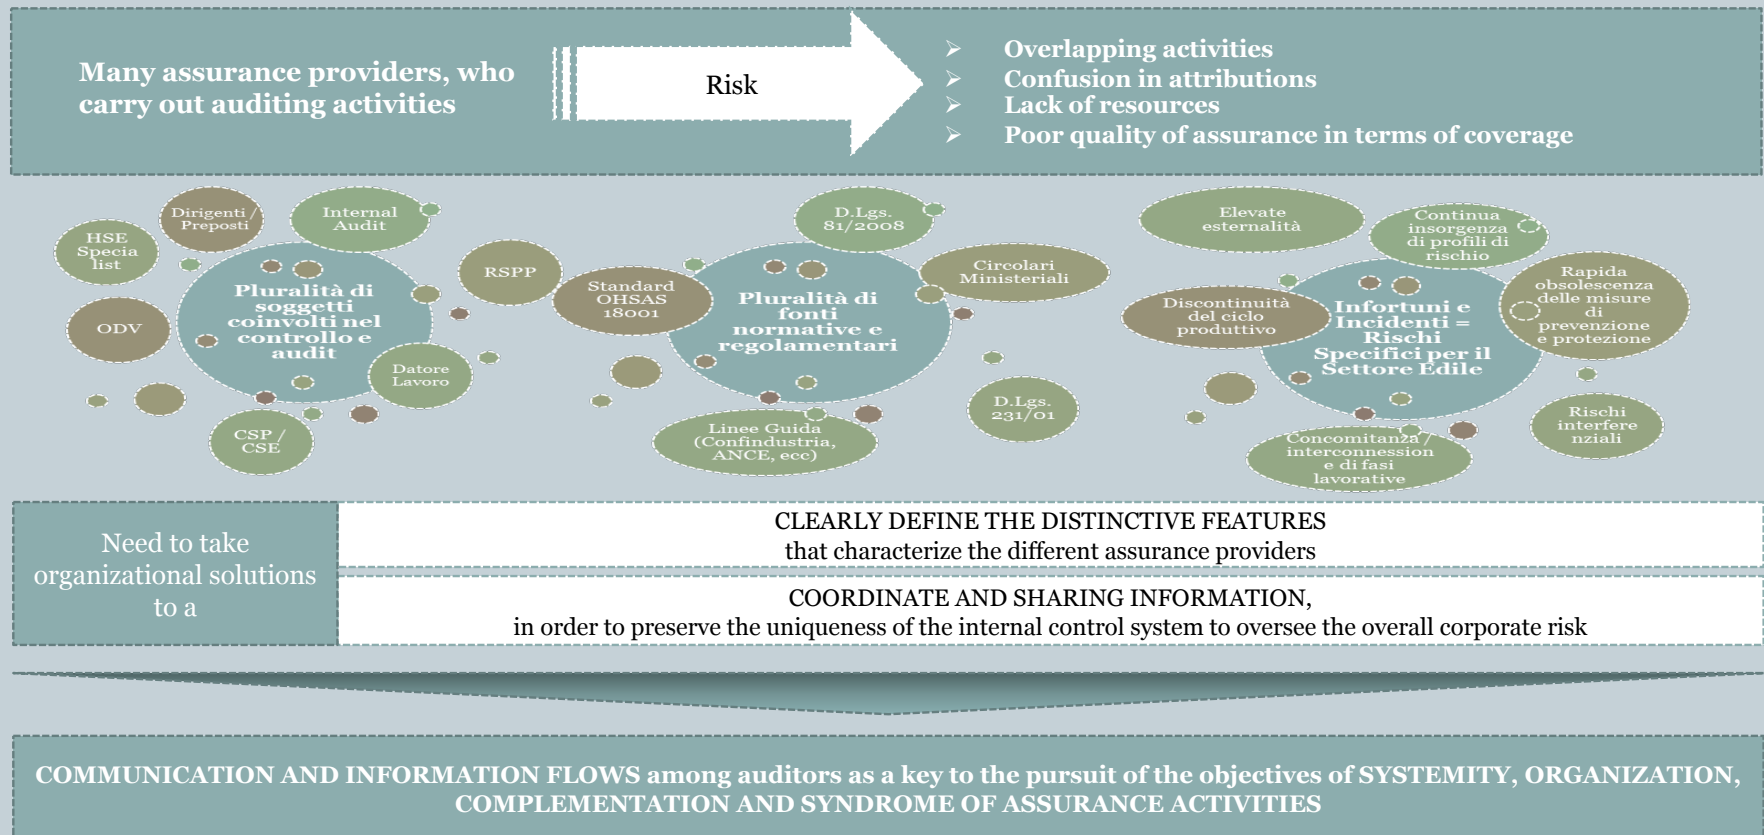 Many assurance providers, who
carry out auditing activities
Risk
Overlapping activities
Confusion in attributions
Lack of resources
Poor quality of assurance in terms of coverage
Dirigenti /
Preposti
Internal
Audit
HSE
Specia
list
RSPP
ODV
Pluralità di
soggetti
coinvolti nel
controllo e
audit
Datore
Lavoro
CSP /
CSE
D.Lgs.
81/2008
Circolari
Ministeriali
Standard
OHSAS
18001
Pluralità di
fonti
normative e
regolamentari
D.Lgs.
231/01
Linee Guida
(Confindustria,
ANCE, ecc)
Elevate
esternalità
Continua
insorgenza
di profili di
rischio
Rapida
obsolescenza
delle misure
di
prevenzione
e protezione
Discontinuità
del ciclo
produttivo
Infortuni e
Incidenti =
Rischi
Specifici per il
Settore Edile
Rischi
interfere
nziali
Concomitanza /
interconnession
e di fasi
lavorative
Need to take
organizational solutions
to a
CLEARLY DEFINE THE DISTINCTIVE FEATURES
that characterize the different assurance providers
COORDINATE AND SHARING INFORMATION,
in order to preserve the uniqueness of the internal control system to oversee the overall corporate risk
COMMUNICATION AND INFORMATION FLOWS among auditors as a key to the pursuit of the objectives of SYSTEMITY, ORGANIZATION,
COMPLEMENTATION AND SYNDROME OF ASSURANCE ACTIVITIES